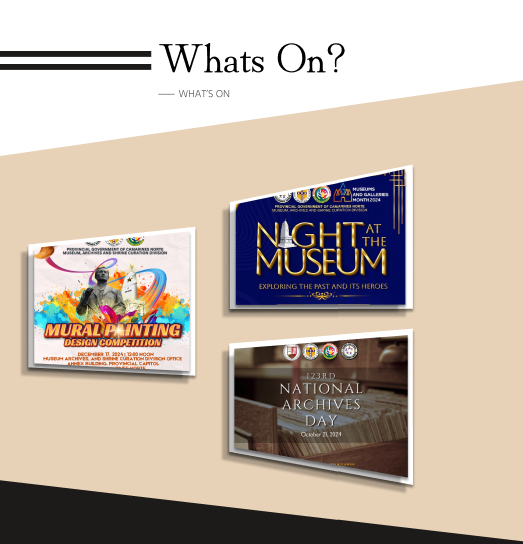 Whats On?
WHAT'S ON
PROVINCIAL GOVERNMENT OF CAMARINES NORTE
MUSEUM, ARCHIVES AND SHRINE CURATION DIVISION
MURAL PAINTING
DESIGN COMPETITION
DECEMBER 17, 2024 | 12:00 NOON
MUSEUM ARCHIVES, AND SHRINE CURATION DIVISION OFFICE
ANNEX BUILDING, PROVINCIAL CAPITOL
MUSEUMS
AND GALLERIES
MONTH 2024
PROVINCIAL GOVERNMENT OF CAMARINES NORTE
MUSEUM, ARCHIVES AND SHRINE CURATION DIVISION
NIGHT AT
THE
MUSEUM
EXPLORING THE PAST AND ITS HEROES
123RD
NATIONAL
ARCHIVES
DAY
October 21, 2024